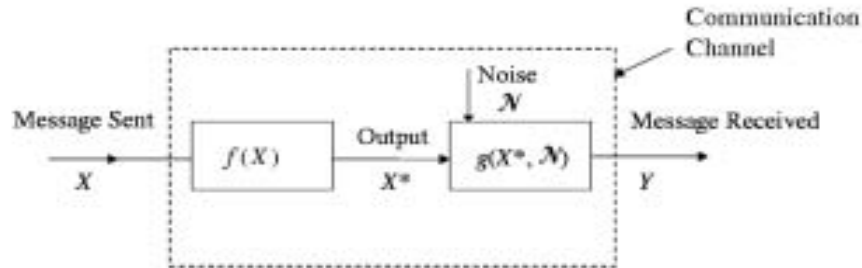 Communication
Channel
Noise
𝒩
Message Sent
Output
Message Received
f(X)
g(X*, 𝒩)
X
X*
Y